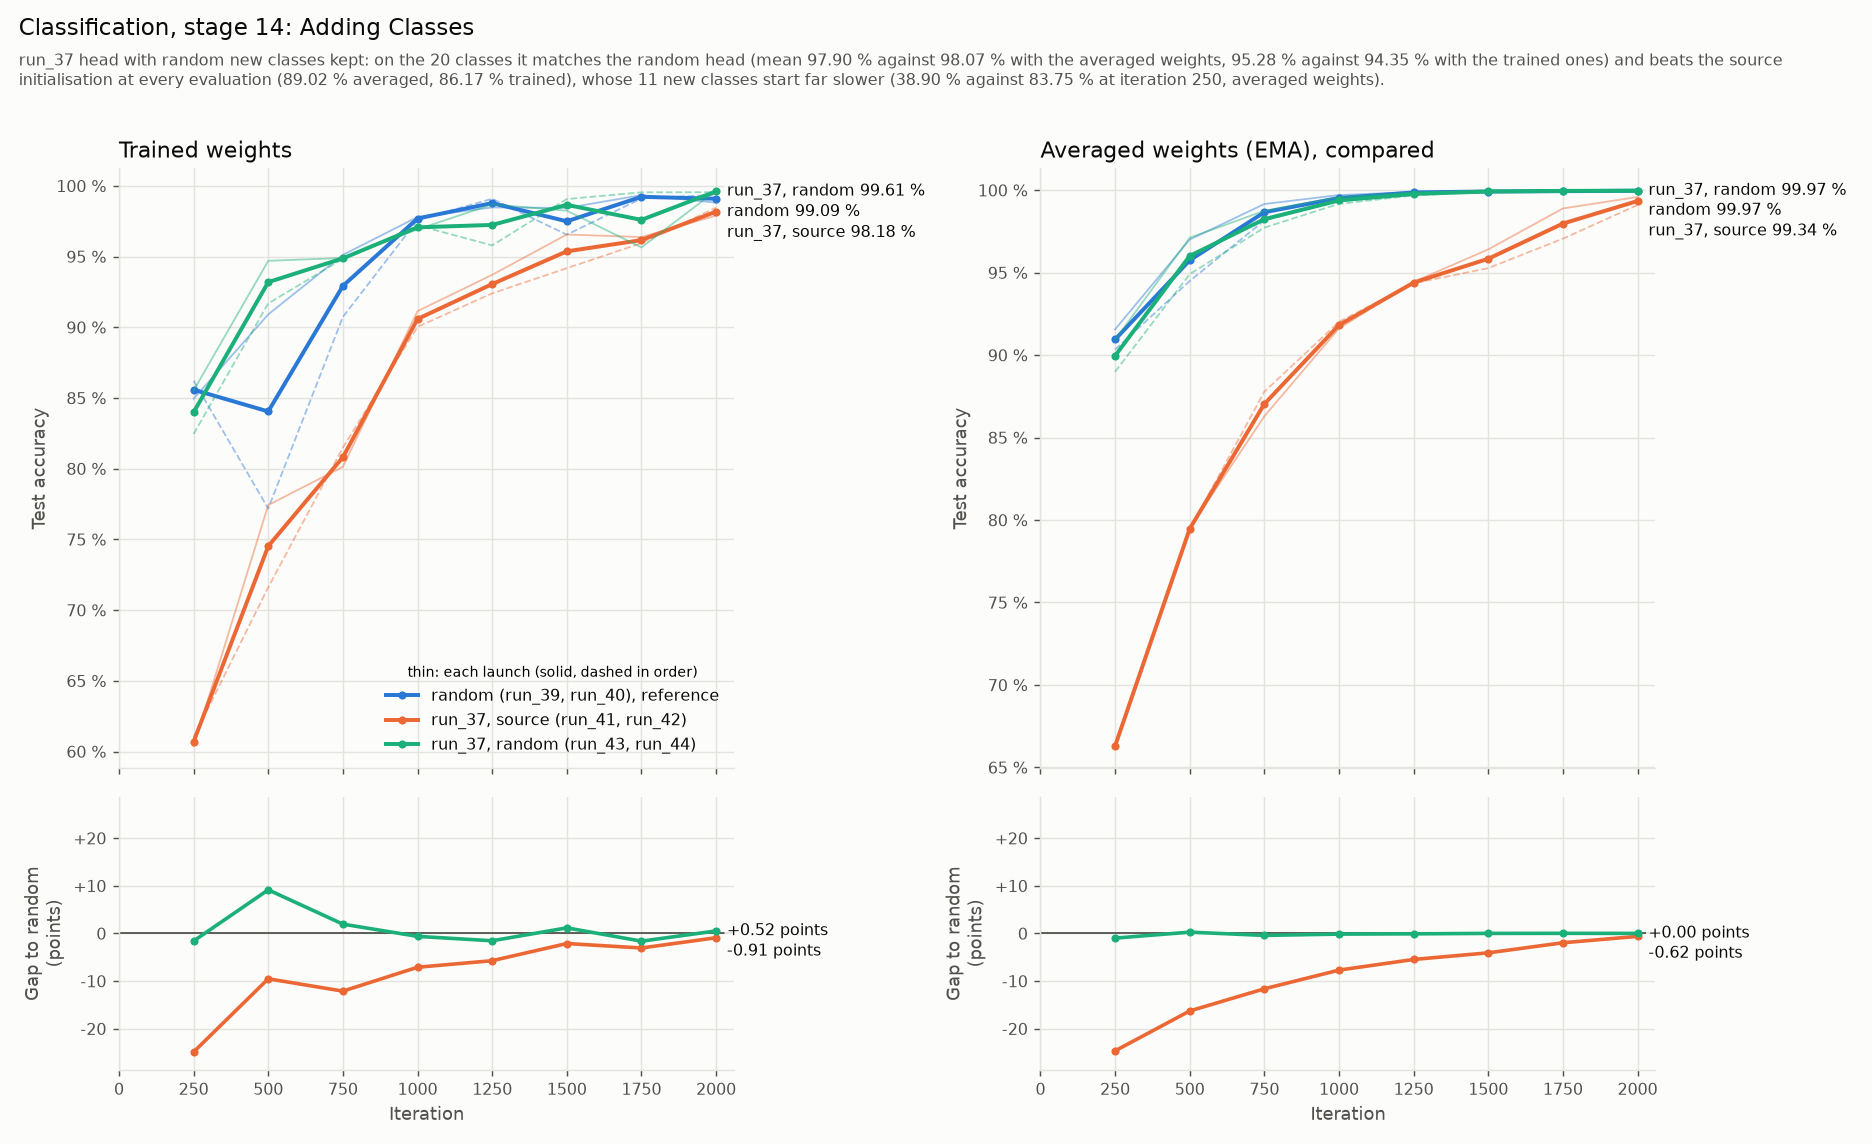 Classification, stage 14: Adding Classes
run_37 head with random new classes kept: on the 20 classes it matches the random head (mean 97.90 % against 98.07 % with the averaged weights, 95.28 % against 94.35 % with the trained ones) and beats the source
initialisation at every evaluation (89.02 % averaged, 86.17 % trained), whose 11 new classes start far slower (38.90 % against 83.75 % at iteration 250, averaged weights).
Trained weights
100 %
95 %
90 %
85 %
80 %
75 %
70 %
65 %
60 %
Test accuracy
run_37, random 99.61 %
random 99.09 %
run_37, source 98.18 %
thin: each launch (solid, dashed in order)
random (run_39, run_40), reference
run_37, source (run_41, run_42)
run_37, random (run_43, run_44)
Averaged weights (EMA), compared
100 %
95 %
90 %
85 %
80 %
75 %
70 %
65 %
Test accuracy
run_37, random 99.97 %
random 99.97 %
run_37, source 99.34 %
+20
+10
0
-10
-20
Gap to random
(points)
+0.52 points
-0.91 points
0 250 500 750 1000 1250 1500 1750 2000
Iteration
+20
+10
0
-10
-20
Gap to random
(points)
+0.00 points
-0.62 points
0 250 500 750 1000 1250 1500 1750 2000
Iteration